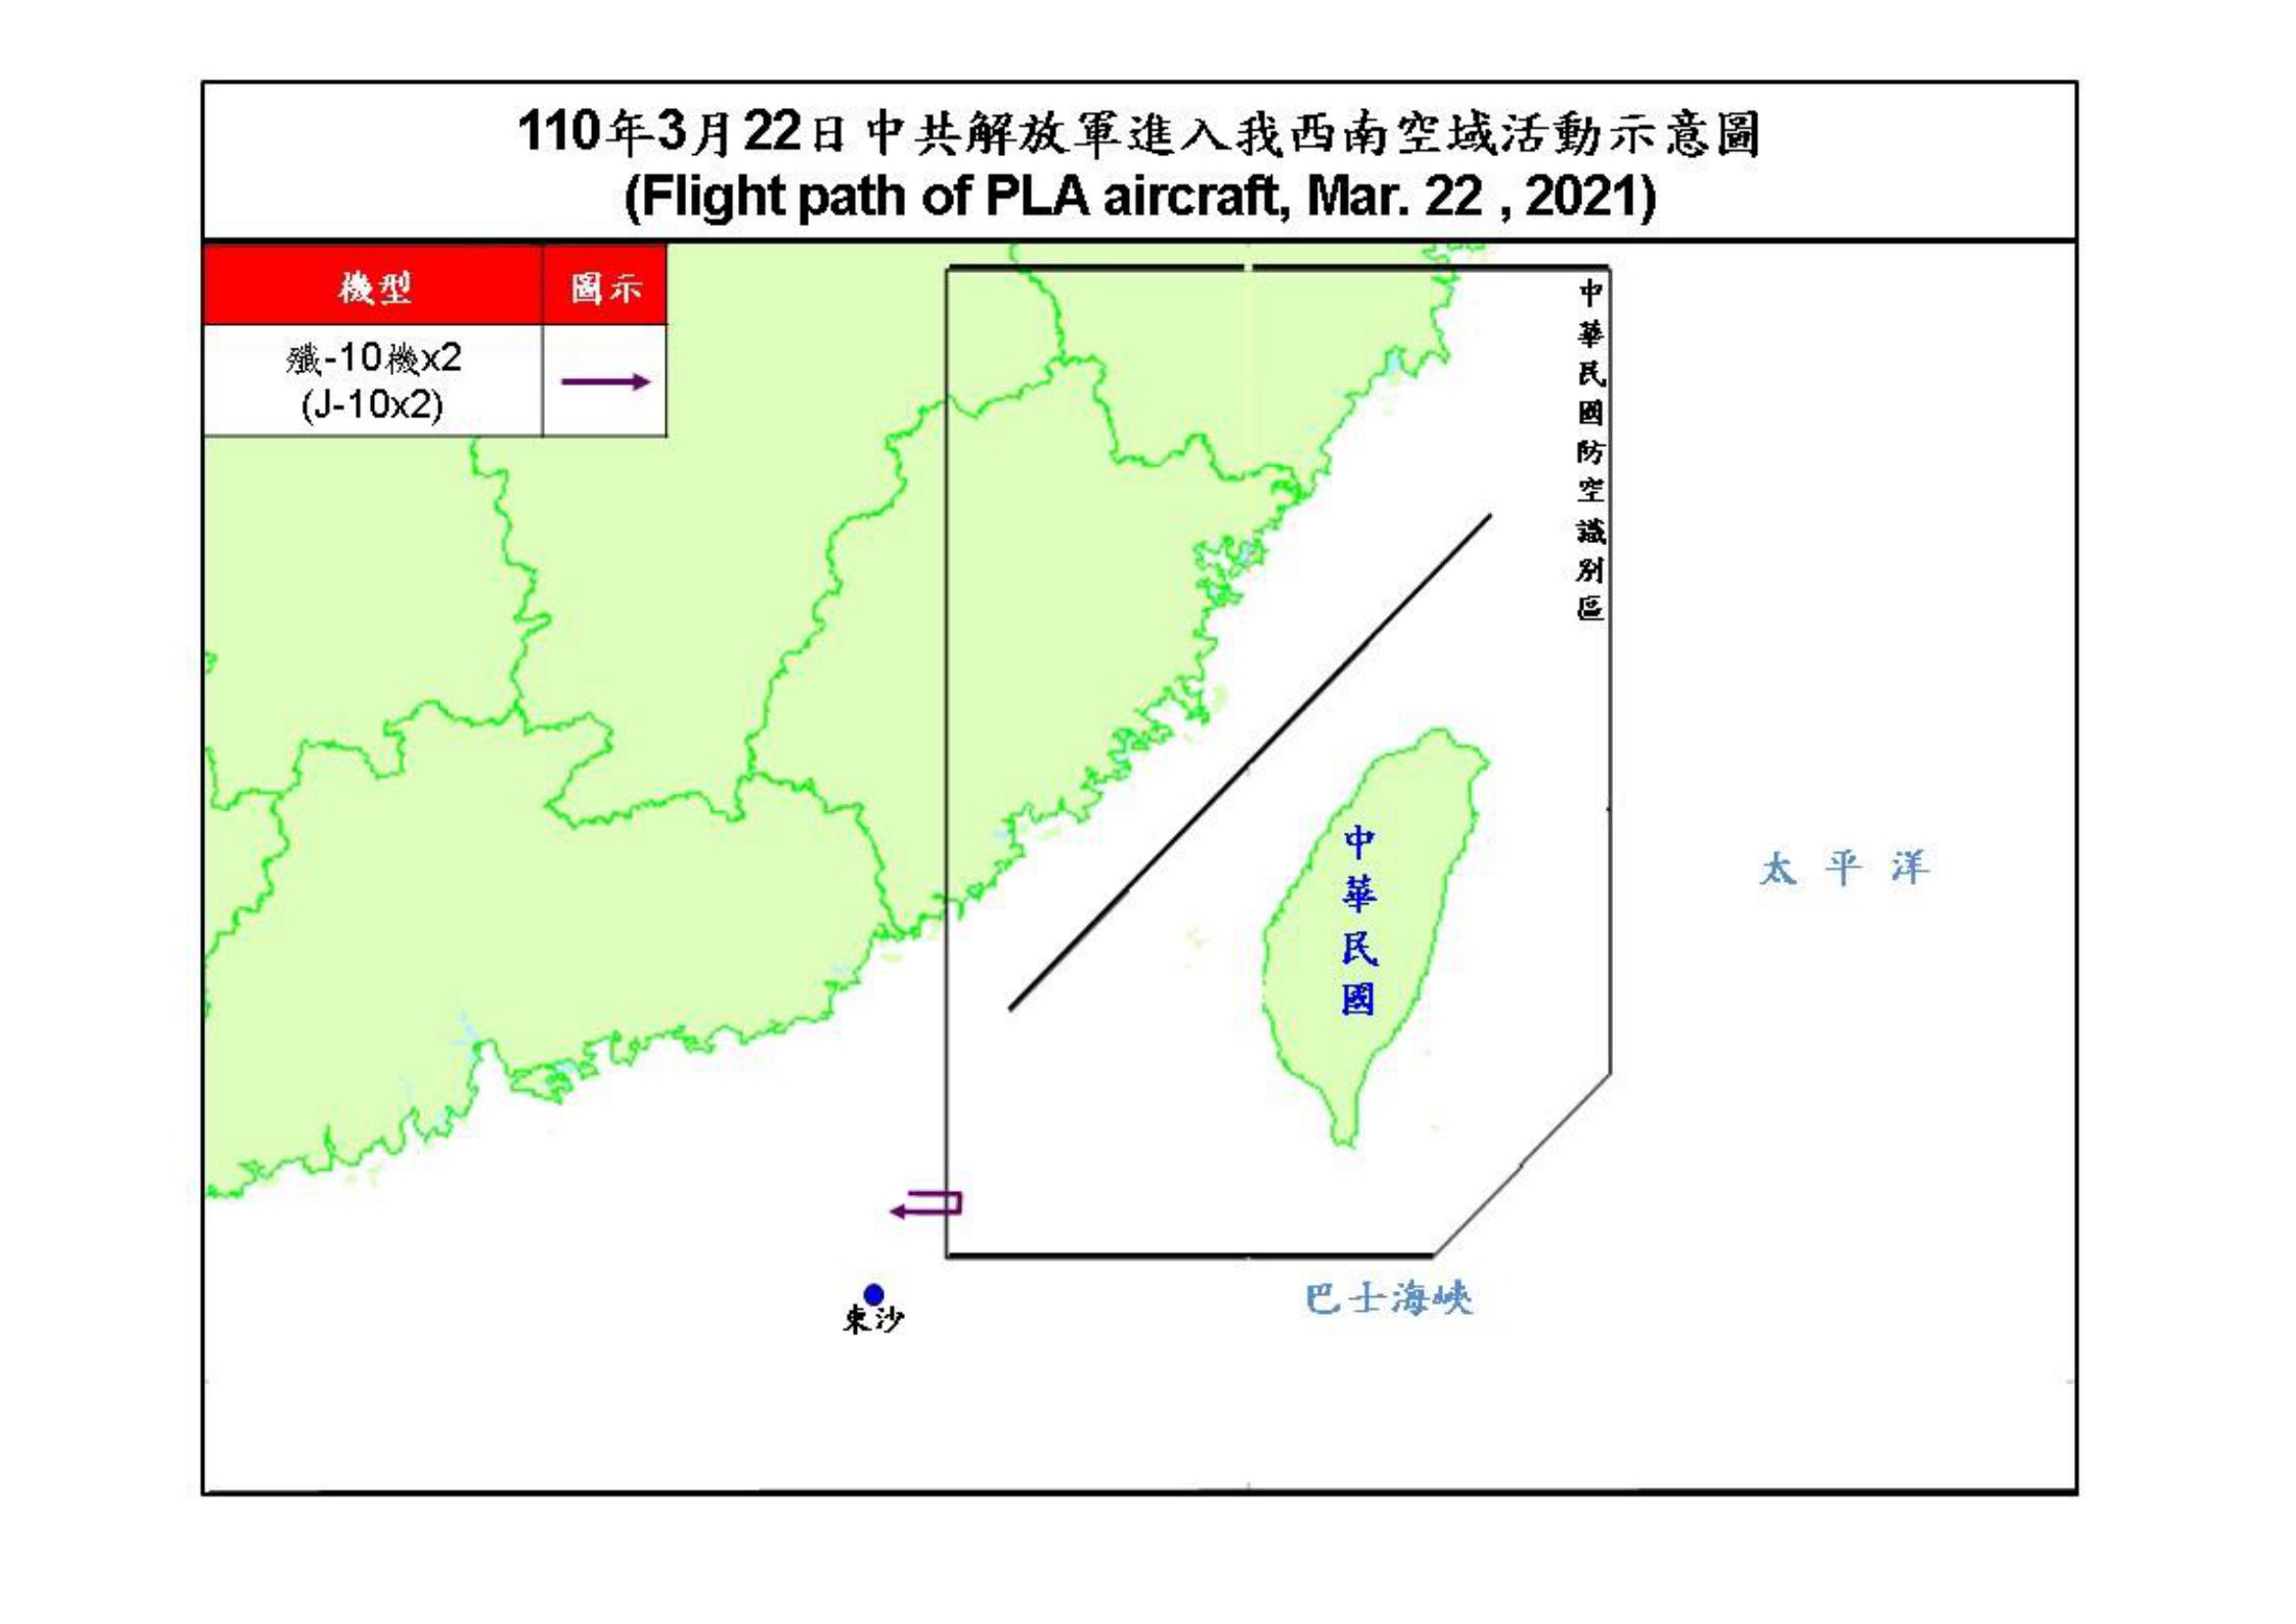 110年3月22日中共解放軍進入我西南空域活動示意圖
(Flight path of PLA aircraft, Mar. 22 , 2021)
機型
圖示
殲-10機x2
(J-10x2)
中華民國防空識別區
中華民國
太平洋
巴士海峽
東沙